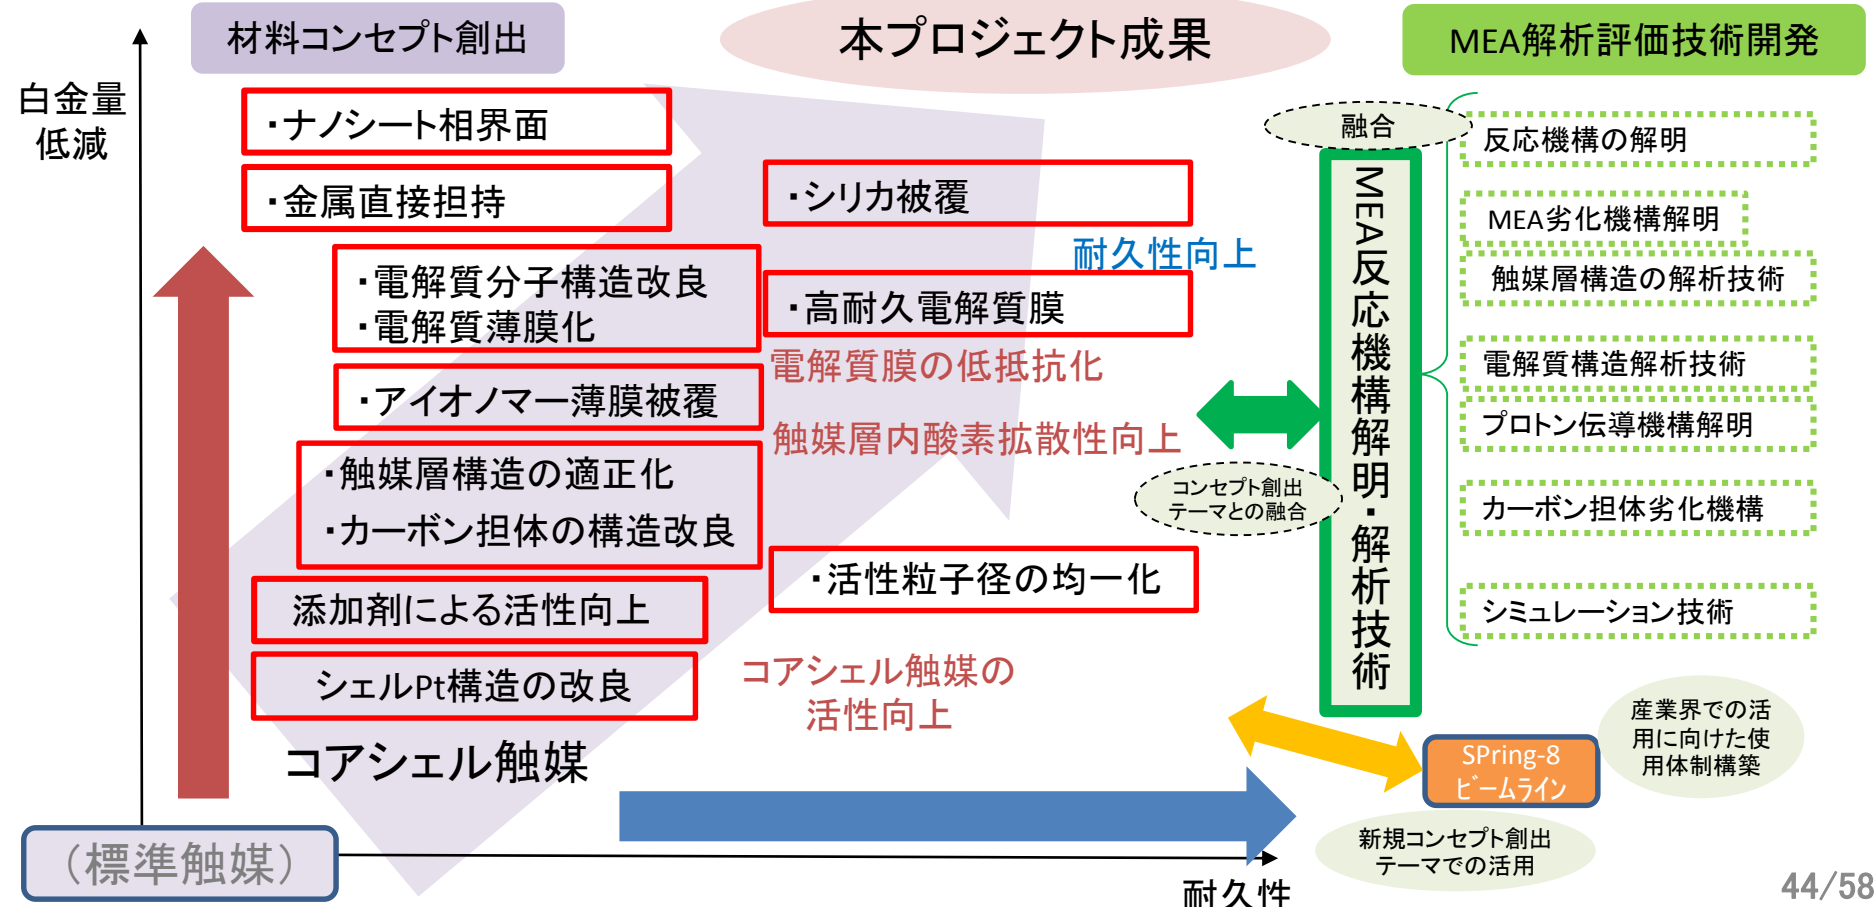 材料コンセプト創出
本プロジェクト成果
MEA解析評価技術開発
白金量
低減
・ナノシート相界面
・金属直接担持
・電解質分子構造改良
・電解質薄膜化
・アイオノマー薄膜被覆
・触媒層構造の適正化
・カーボン担体の構造改良
添加剤による活性向上
シェルPt構造の改良
コアシェル触媒
(標準触媒)
・シリカ被覆
耐久性向上
・高耐久電解質膜
電解質膜の低抵抗化
触媒層内酸素拡散性向上
・活性粒子径の均一化
コアシェル触媒の
活性向上
耐久性
融合
MEA反応機構解明・解析技術
コンセプト創出
テーマとの融合
反応機構の解明
MEA劣化機構解明
触媒層構造の解析技術
電解質構造解析技術
プロトン伝導機構解明
カーボン担体劣化機構
シミュレーション技術
SPring-8
ビームライン
産業界での活
用に向けた使
用体制構築
新規コンセプト創出
テーマでの活用
44/58